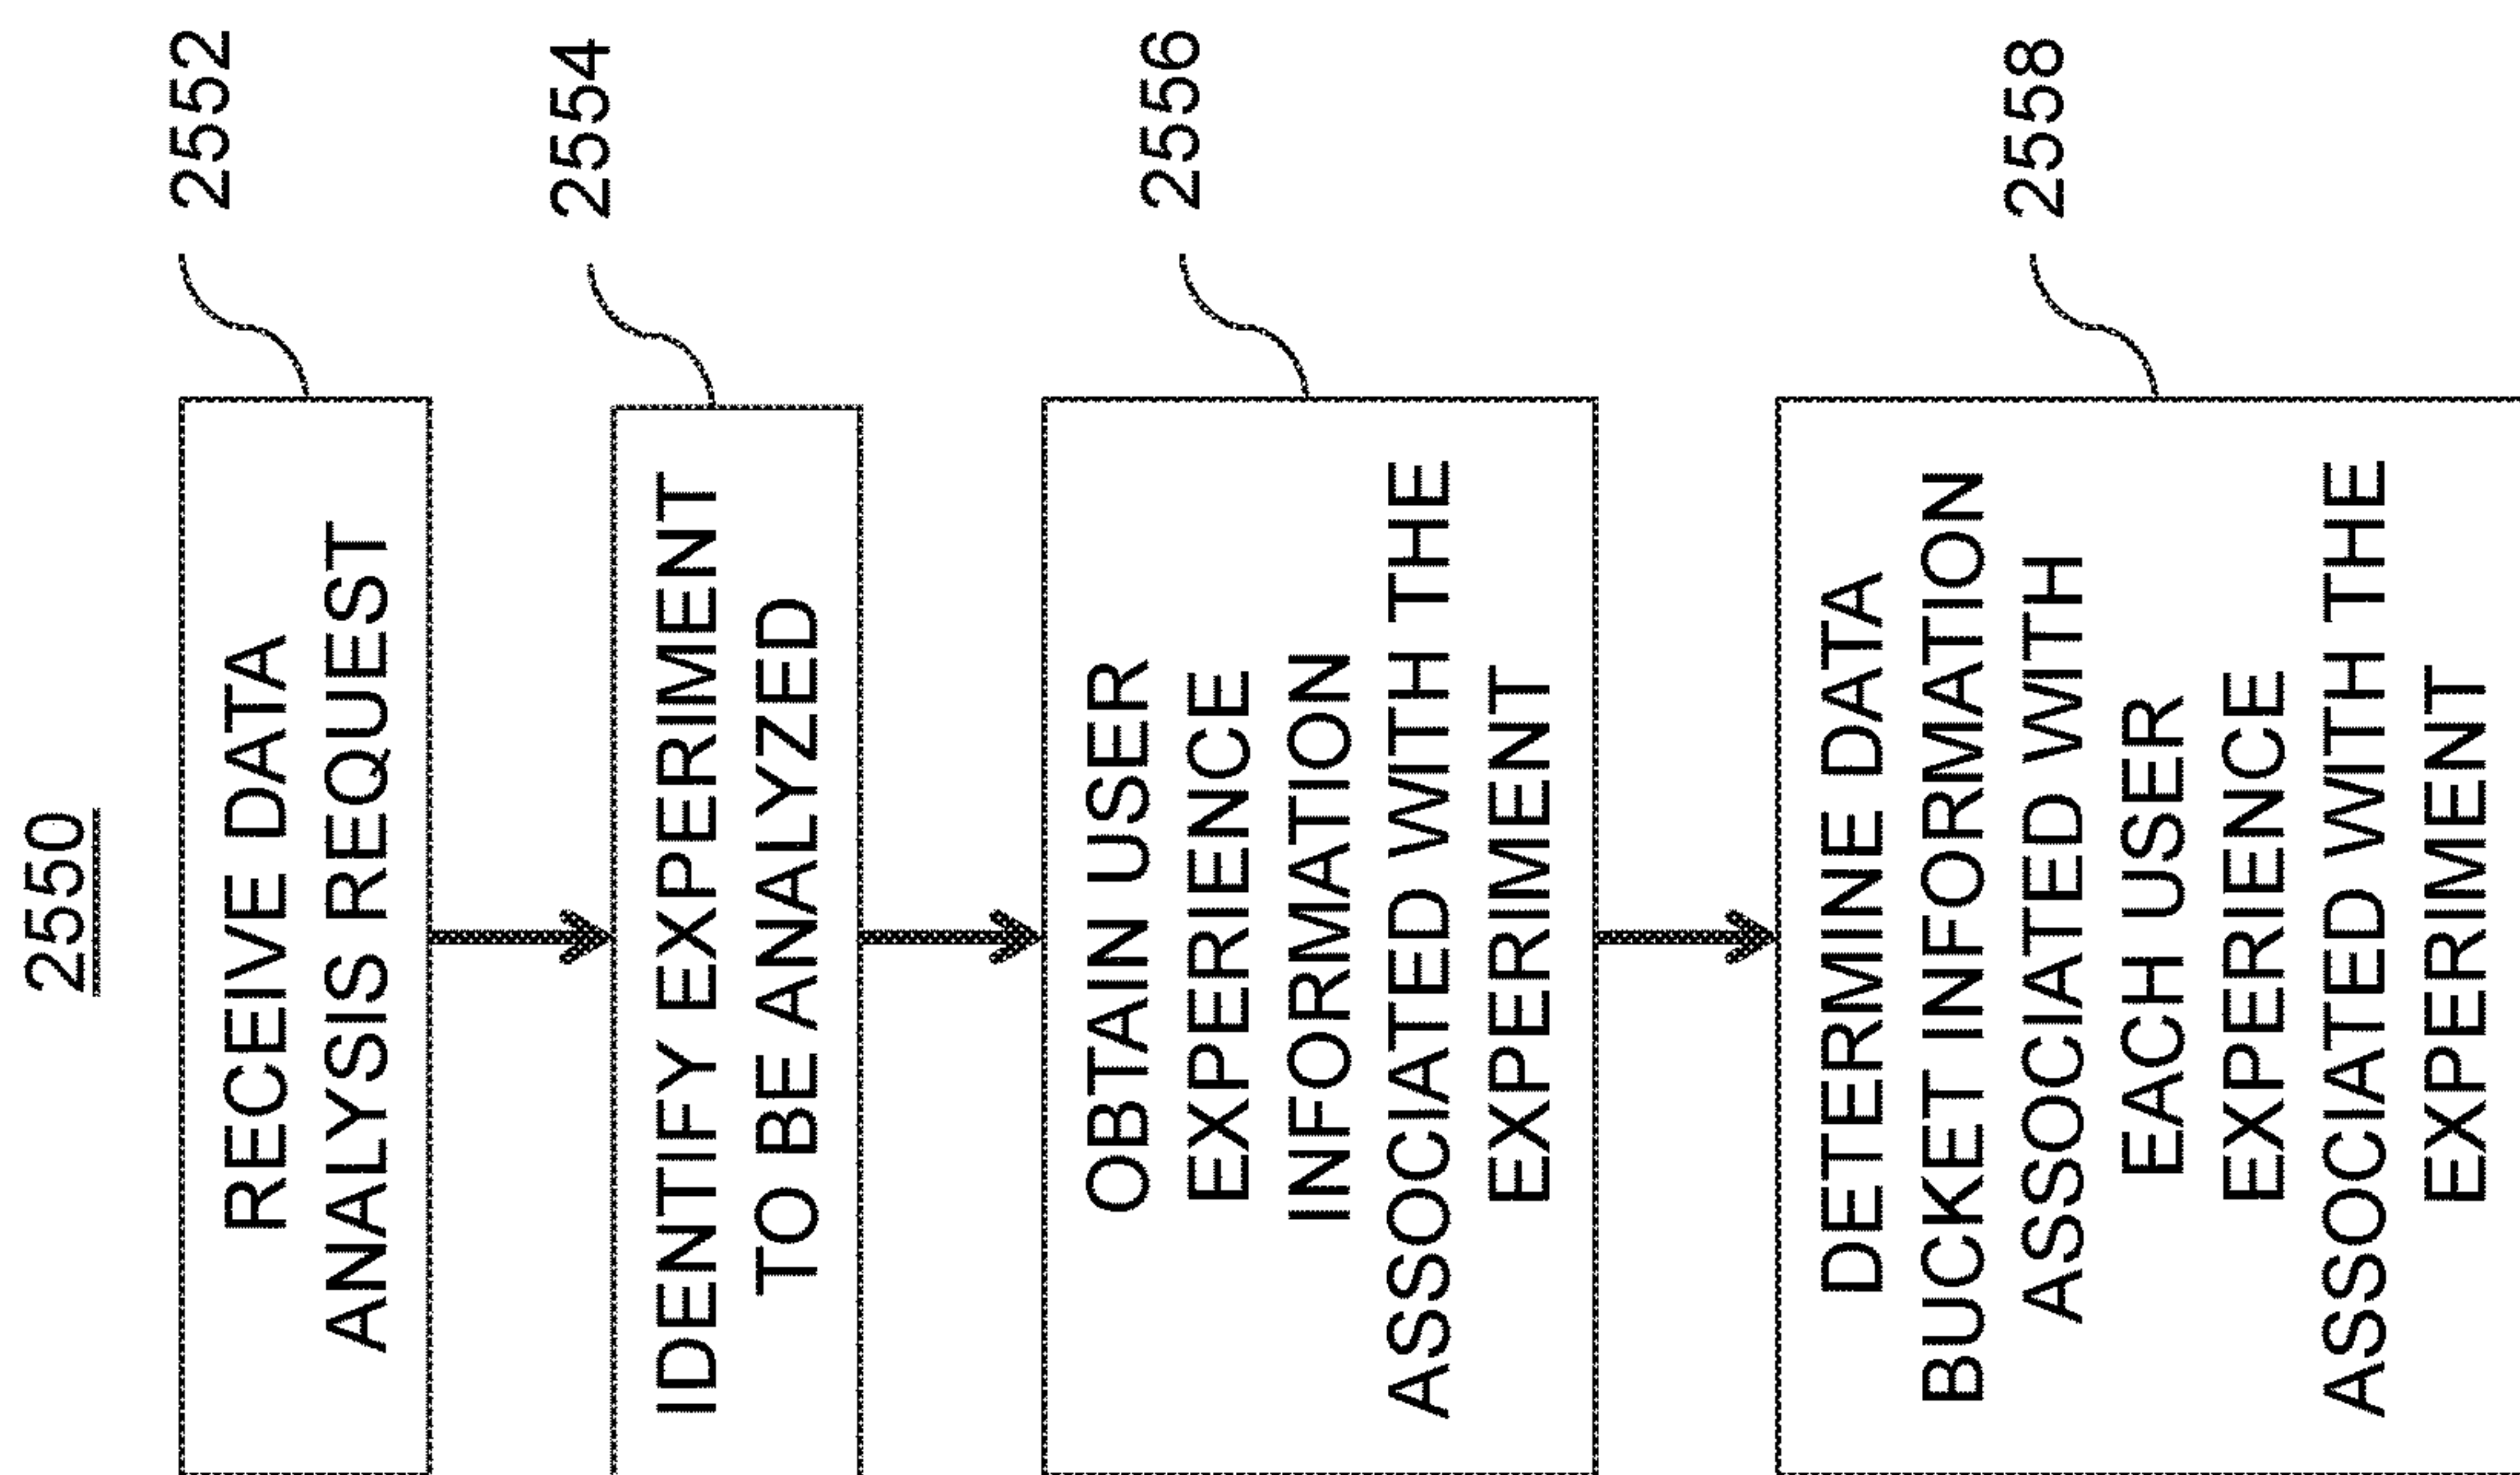 2550
RECEIVE DATA
ANALYSIS REQUEST
2552
IDENTIFY EXPERIMENT
TO BE ANALYZED
2554
OBTAIN USER
EXPERIENCE
INFORMATION
ASSOCIATED WITH THE
EXPERIMENT
2556
DETERMINE DATA
BUCKET INFORMATION
ASSOCIATED WITH
EACH USER
EXPERIENCE
ASSOCIATED WITH THE
EXPERIMENT
2558